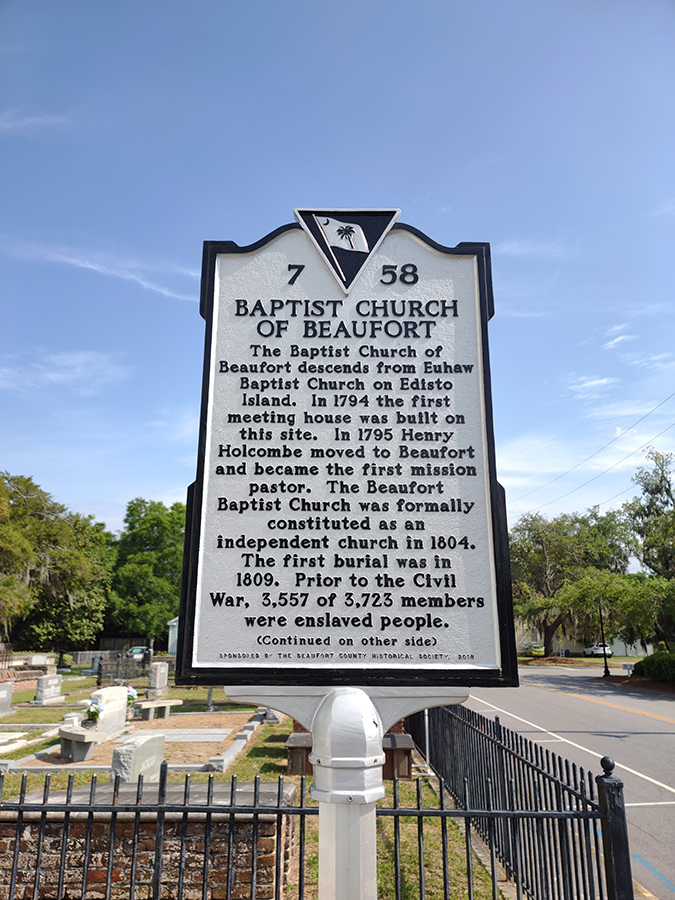 7 58
BAPTIST CHURCH
OF BEAUFORT
The Baptist Church of
Beaufort descends from Euhaw
Baptist Church on Edisto
Island. In 1794 the first
meeting house was built on
this site. In 1795 Henry
Holcombe moved to Beaufort
and became the first mission
pastor. The Beaufort
Baptist Church was formally
constituted as an
independent church in 1804.
The first burial was in
1809. Prior to the Civil
War, 3,557 of 3,723 members
were enslaved people.
(Continued on other side)
SPONSORED BY THE BEAUFORT COUNTY HISTORICAL SOCIETY, 2018